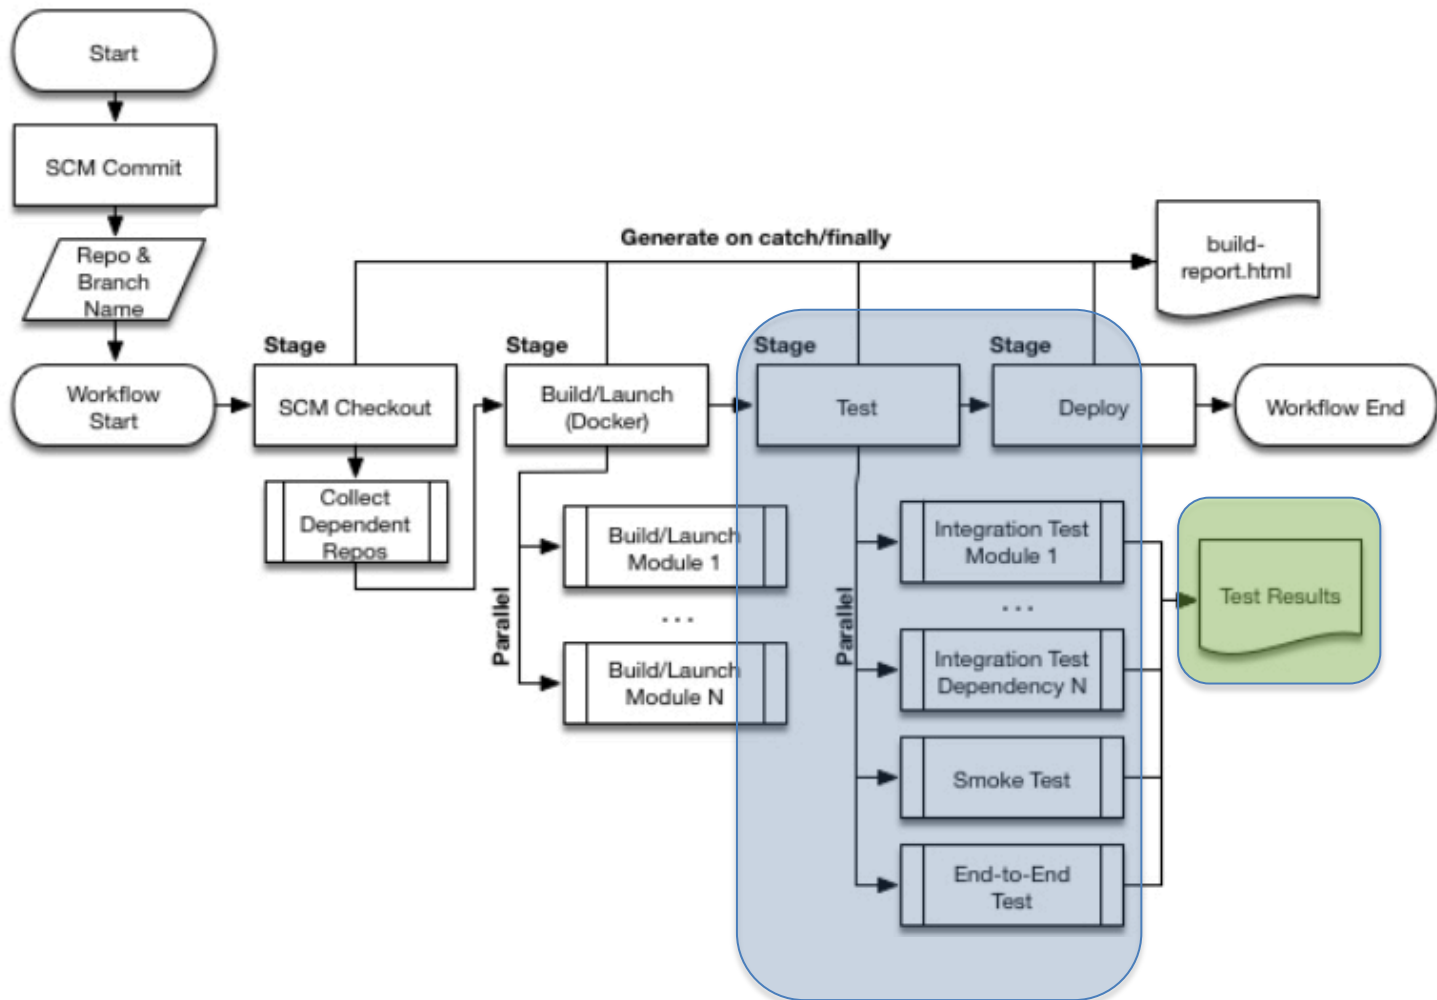 Start
SCM Commit
Repo &
Branch
Name
Workflow
Start
Generate on catch/finally
build-
report.html
Stage
SCM Checkout
Collect
Dependent
Repos
Stage
Build/Launch
(Docker)
Parallel
Build/Launch
Module 1
...
Build/Launch
Module N
Stage
Test
Parallel
Integration Test
Module 1
...
Integration Test
Dependency N
Smoke Test
End-to-End
Test
Stage
Deploy
Workflow End
Test Results